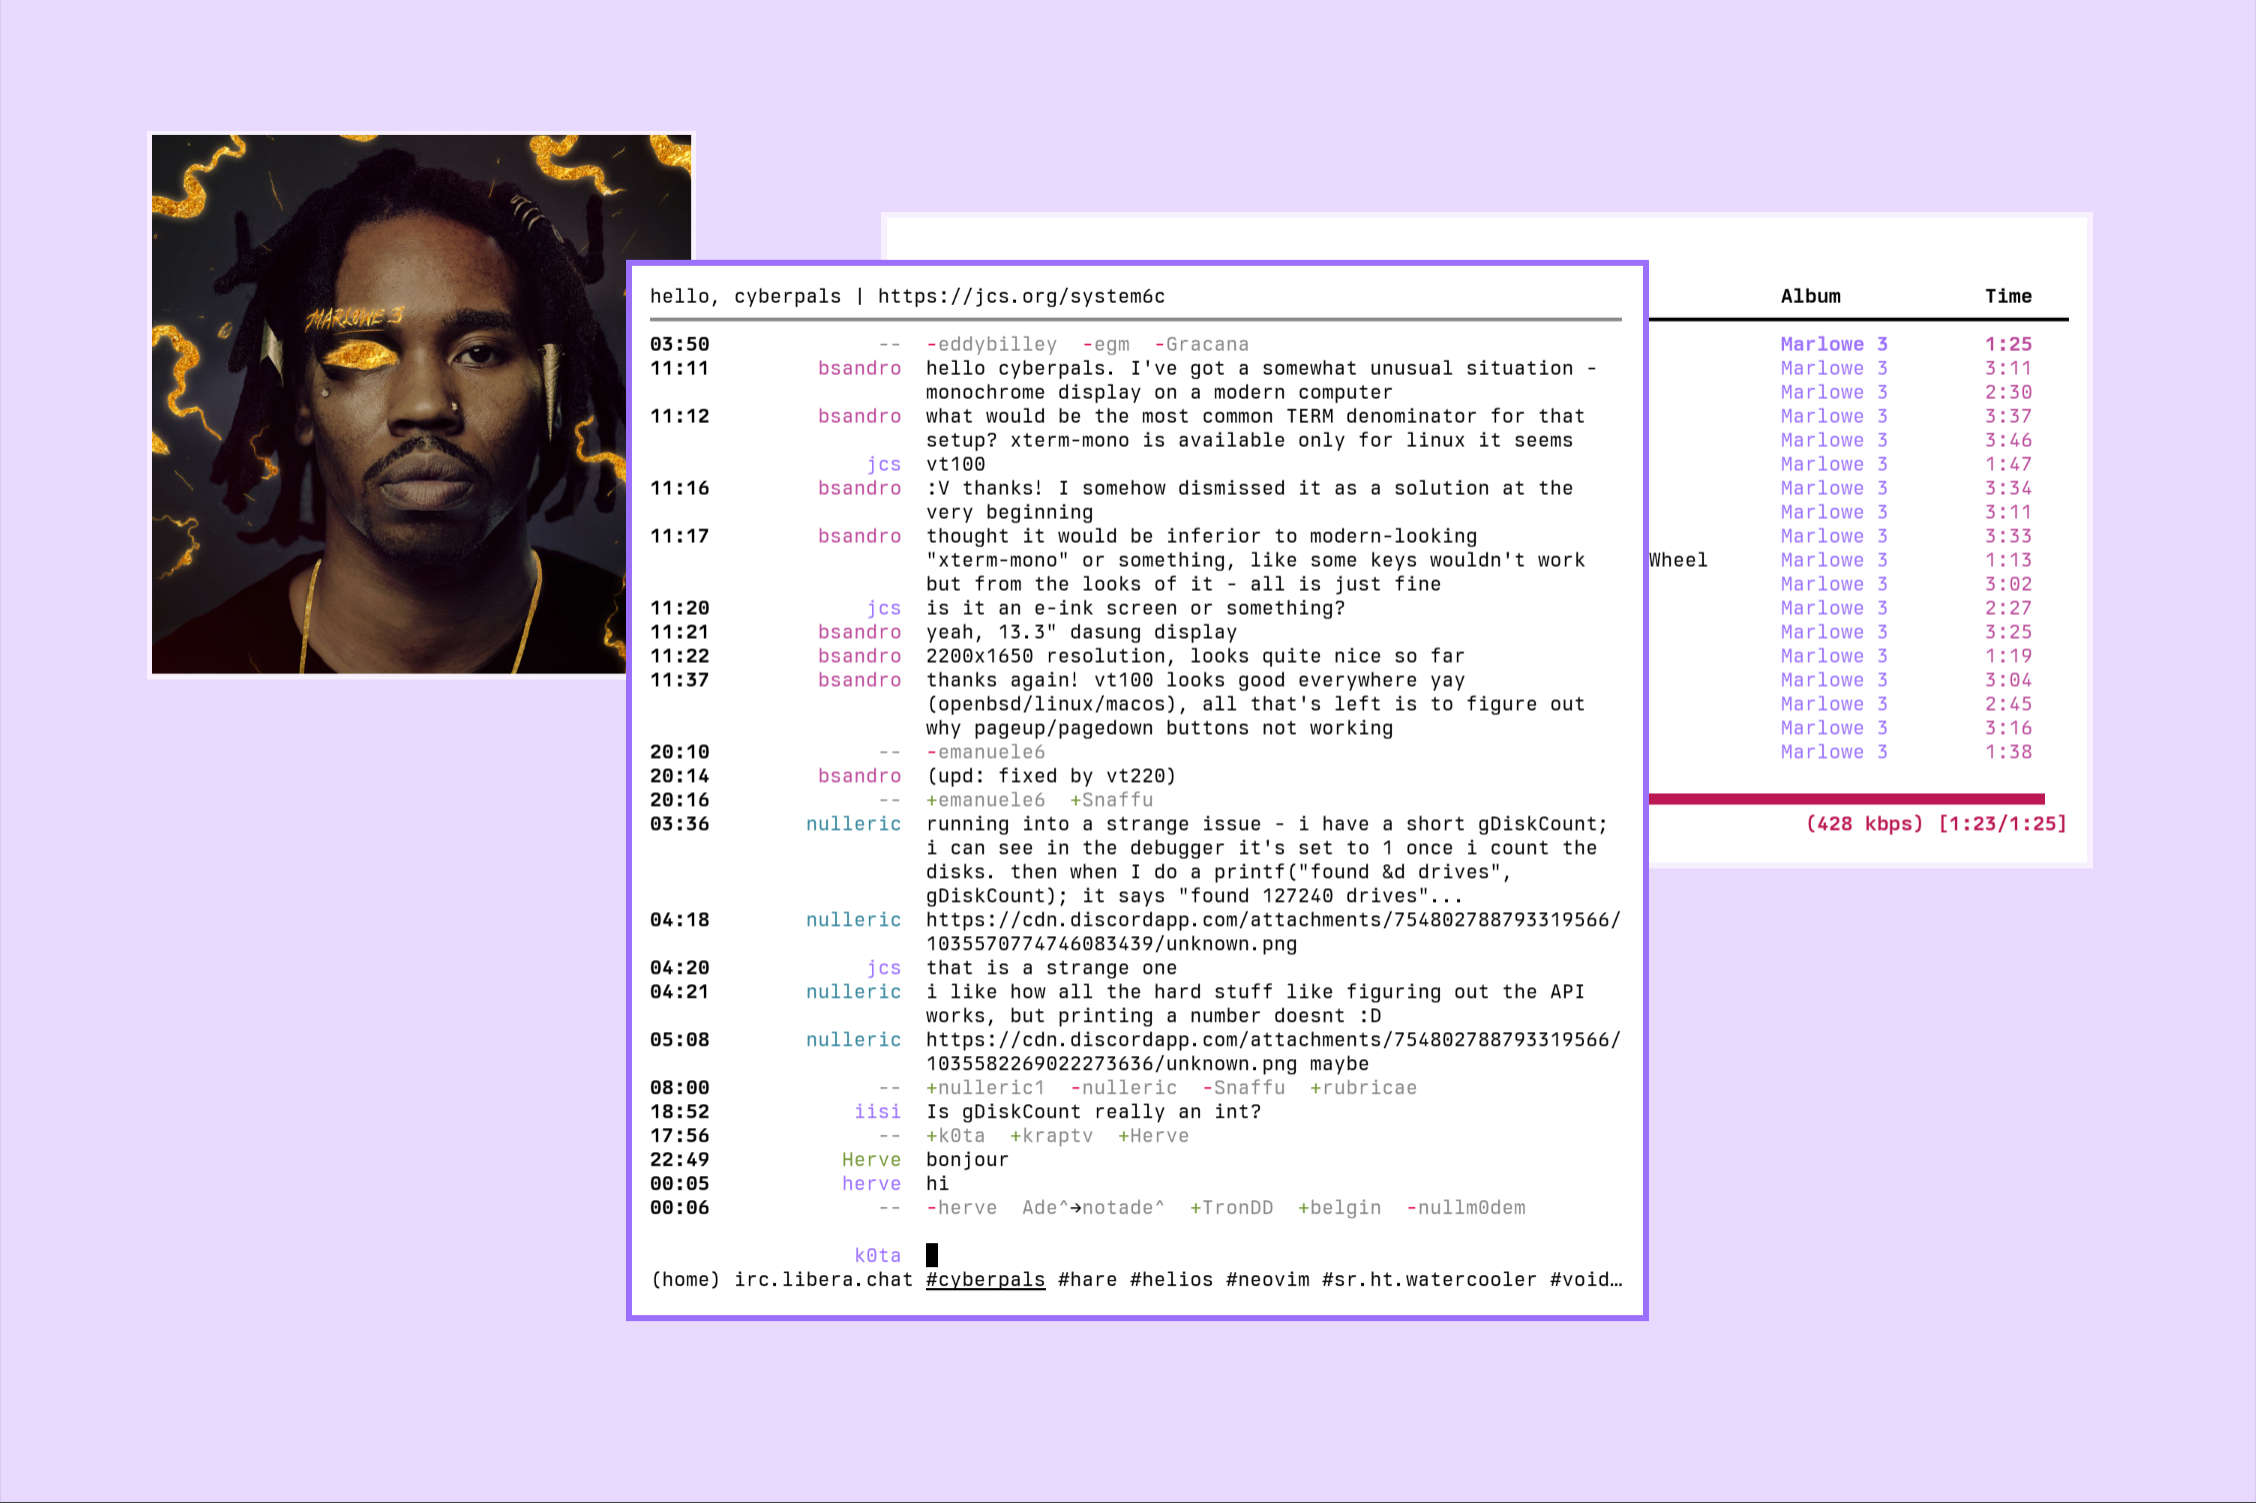 MARLOWE 3
hello, cyberpals | https://jcs.org/system6c
03:50 -- -eddybilley -egm -Gracana
11:11 bsandro hello cyberpals. I've got a somewhat unusual situation -
monochrome display on a modern computer
11:12 bsandro what would be the most common TERM denominator for that
setup? xterm-mono is available only for linux it seems
jcs vt100
11:16 bsandro :V thanks! I somehow dismissed it as a solution at the
very beginning
11:17 bsandro thought it would be inferior to modern-looking
"xterm-mono" or something, like some keys wouldn't work
but from the looks of it - all is just fine
11:20 jcs is it an e-ink screen or something?
11:21 bsandro yeah, 13.3" dasung display
11:22 bsandro 2200x1650 resolution, looks quite nice so far
11:37 bsandro thanks again! vt100 looks good everywhere yay
(openbsd/linux/macos), all that's left is to figure out
why pageup/pagedown buttons not working
20:10 -- -emanuele6
20:14 bsandro (upd: fixed by vt220)
20:16 -- +emanuele6 +Snaffu
03:36 nulleric running into a strange issue - i have a short gDiskCount;
i can see in the debugger it's set to 1 once i count the
disks. then when I do a printf("found &d drives",
gDiskCount); it says "found 127240 drives"...
04:18 nulleric https://cdn.discordapp.com/attachments/754802788793319566/
1035570774746083439/unknown.png
04:20 jcs that is a strange one
04:21 nulleric i like how all the hard stuff like figuring out the API
works, but printing a number doesnt :D
05:08 nulleric https://cdn.discordapp.com/attachments/754802788793319566/
1035582269022273636/unknown.png maybe
08:00 -- +nulleric1 -nulleric -Snaffu +rubricae
18:52 iisi Is gDiskCount really an int?
17:56 -- +k0ta +kraptv +Herve
22:49 Herve bonjour
00:05 herve hi
00:06 -- -herve Ade^→notade^ +TronDD +belgin -nullm0dem
k0ta
(home) irc.libera.chat #cyberpals #hare #helios #neovim #sr.ht.watercooler #void…
Album Time
Marlowe 3 1:25
Marlowe 3 3:11
Marlowe 3 2:30
Marlowe 3 3:37
Marlowe 3 3:46
Marlowe 3 1:47
Marlowe 3 3:34
Marlowe 3 3:11
Marlowe 3 3:33
Wheel Marlowe 3 1:13
Marlowe 3 3:02
Marlowe 3 2:27
Marlowe 3 3:25
Marlowe 3 1:19
Marlowe 3 3:04
Marlowe 3 2:45
Marlowe 3 3:16
Marlowe 3 1:38
(428 kbps) [1:23/1:25]